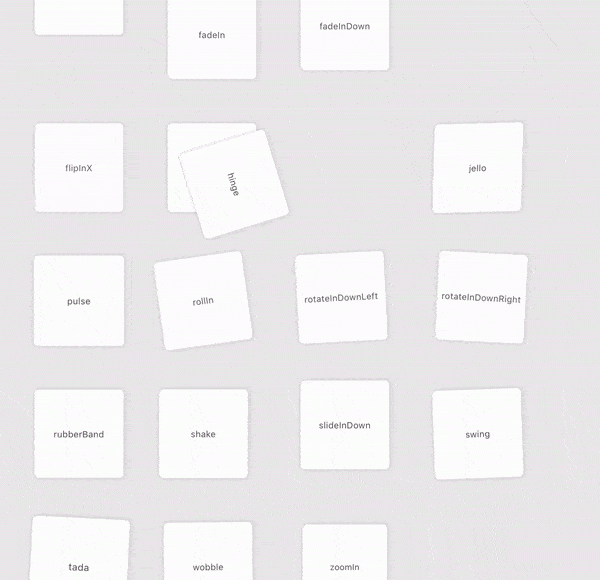 fadeIn
fadeInDown
flipInX
hinge
jello
pulse
rollIn
rotateInDownLeft
rotateInDownRight
rubberBand
shake
slideInDown
swing
tada
wobble
zoomIn